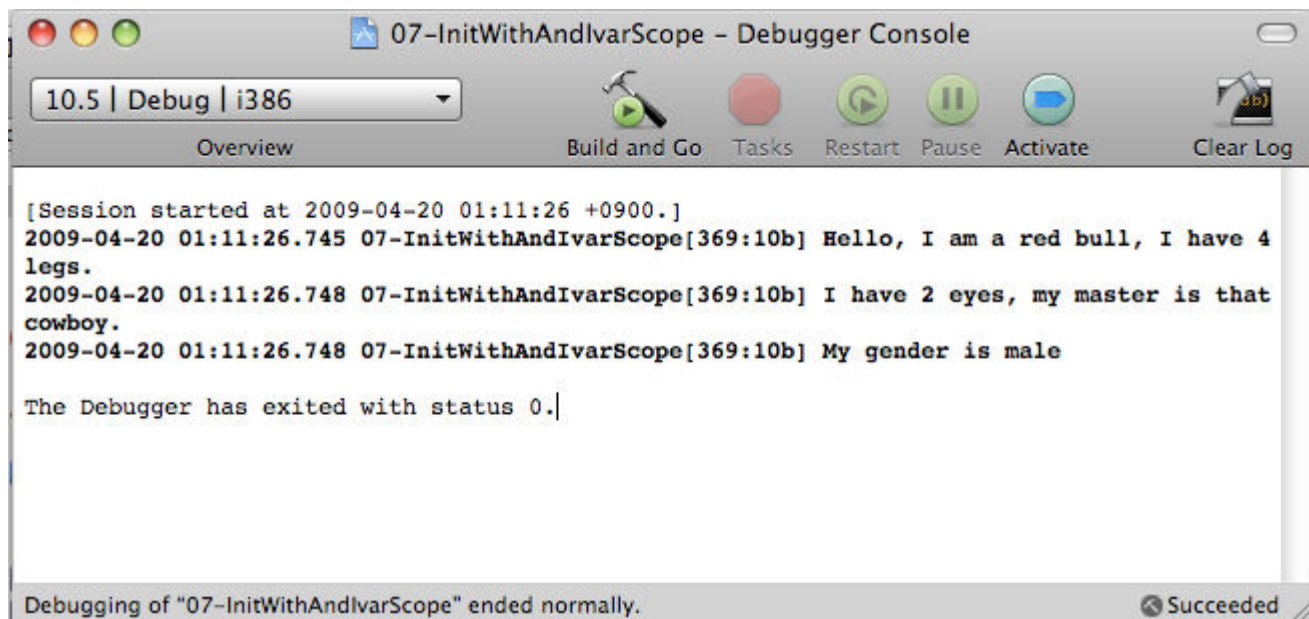 07-InitWithAndIvarScope – Debugger Console
10.5 | Debug | i386
Overview
Build and Go
Tasks
Restart
Pause
Activate
Clear Log
[Session started at 2009-04-20 01:11:26 +0900.]
2009-04-20 01:11:26.745 07-InitWithAndIvarScope[369:10b] Hello, I am a red bull, I have 4
legs.
2009-04-20 01:11:26.748 07-InitWithAndIvarScope[369:10b] I have 2 eyes, my master is that
cowboy.
2009-04-20 01:11:26.748 07-InitWithAndIvarScope[369:10b] My gender is male
The Debugger has exited with status 0.
Debugging of "07-InitWithAndIvarScope" ended normally.
Succeeded